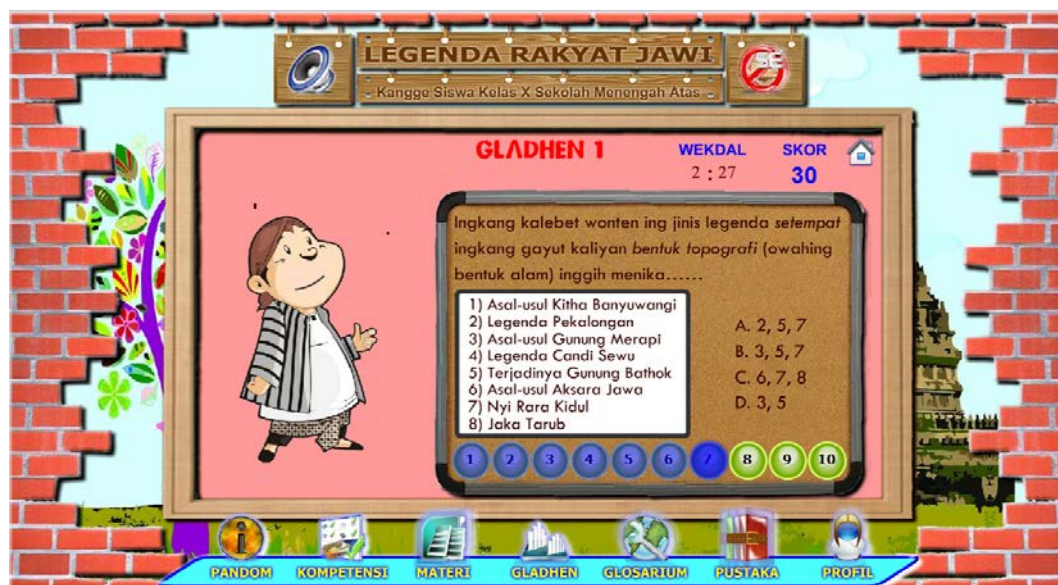 LEGENDA RAKYAT JAWI
Kangge Siswa Kelas X Sekolah Menengah Atas
SE
GLADHEN 1
WEKDAL
2 : 27
SKOR
30
Ingkang kalebet wonten ing jinis legenda setempat
ingkang gayut kaliyan bentuk topografi (owahing
bentuk alam) inggih menika......
1) Asal-usul Kitha Banyuwangi
2) Legenda Pekalongan
3) Asal-usul Gunung Merapi
4) Legenda Candi Sewu
5) Terjadinya Gunung Bathok
6) Asal-usul Aksara Jawa
7) Nyi Rara Kidul
8) Jaka Tarub
A. 2, 5, 7
B. 3, 5, 7
C. 6, 7, 8
D. 3, 5
1 2 3 4 5 6 7 8 9 10
PANDOM KOMPETENSI MATERI GLADHEN GLOSARIUM PUSTAKA PROFIL